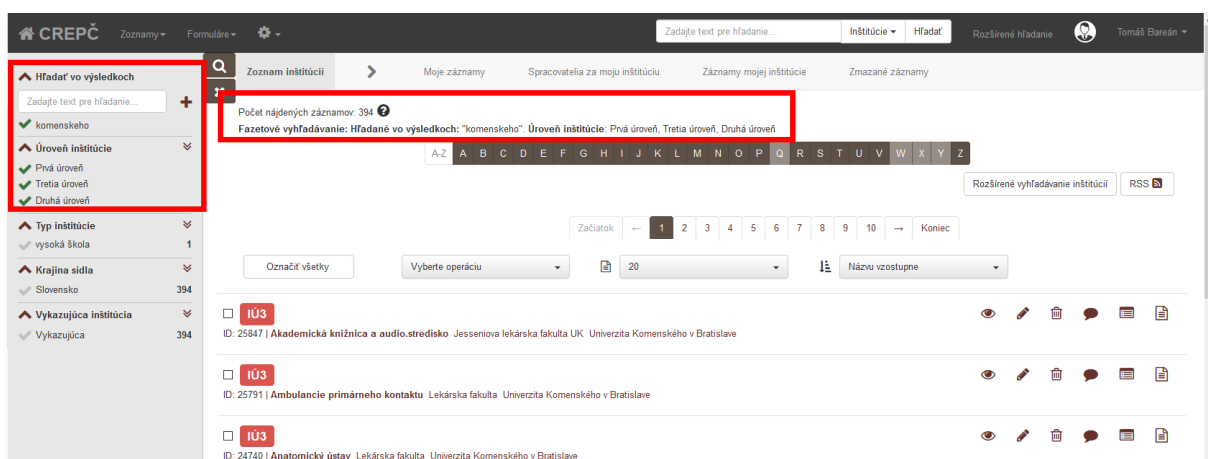 CREPČ Zoznamy Formuláre Zadajte text pre hľadanie... Inštitúcie Hľadať Rozšírené hľadanie Tomáš Bareán
Hľadať vo výsledkoch
Zadajte text pre hľadanie...
komenskeho
Úroveň inštitúcie
Prvá úroveň
Tretia úroveň
Druhá úroveň
Typ inštitúcie
vysoká škola 1
Krajina sídla
Slovensko 394
Vykazujúca inštitúcia
Vykazujúca 394
Zoznam inštitúcií Moje záznamy Spracovatelia za moju inštitúciu Záznamy mojej inštitúcie Zmazané záznamy
Počet nájdených záznamov: 394
Fazetové vyhľadávanie: Hľadané vo výsledkoch: "komenskeho". Úroveň inštitúcie: Prvá úroveň, Tretia úroveň, Druhá úroveň
A-Z A B C D E F G H I J K L M N O P Q R S T U V W X Y Z
Rozšírené vyhľadávanie inštitúcií RSS
Začiatok ← 1 2 3 4 5 6 7 8 9 10 → Koniec
Označiť všetky Vyberte operáciu 20 Názvu vzostupne
IÚ3
ID: 25847 | Akademická knižnica a audio.stredisko Jesseniova lekárska fakulta UK Univerzita Komenského v Bratislave
IÚ3
ID: 25791 | Ambulancie primárneho kontaktu Lekárska fakulta Univerzita Komenského v Bratislave
IÚ3
ID: 24740 | Anatomický ústav Lekárska fakulta Univerzita Komenského v Bratislave